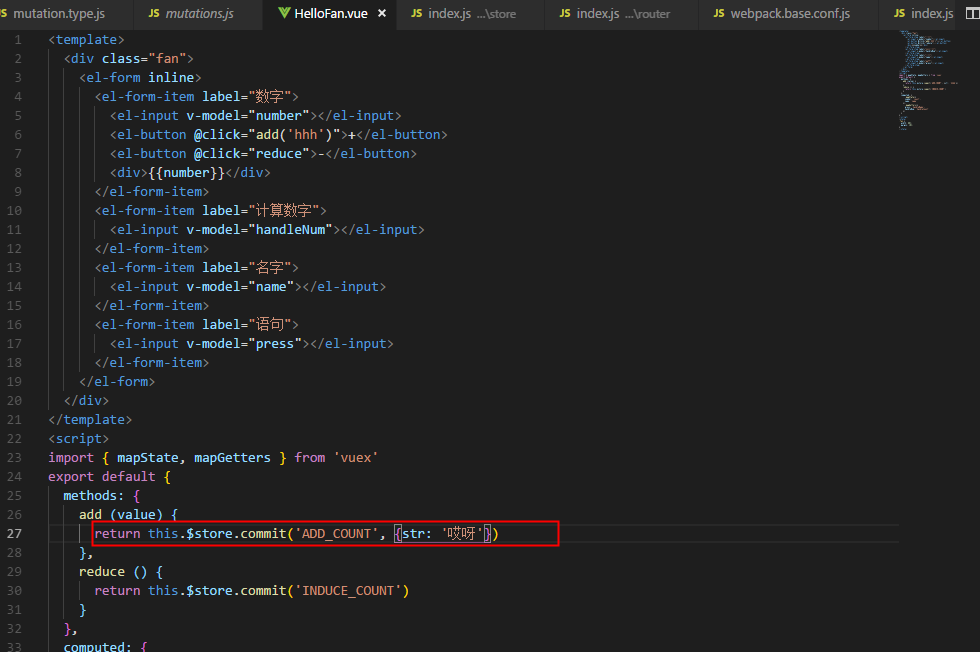 mutation.type.js JS mutations.js HelloFan.vue × JS index.js ...\store JS index.js ...\router JS webpack.base.conf.js JS index.js
1 <template>
2 <div class="fan">
3 <el-form inline>
4 <el-form-item label="数字">
5 <el-input v-model="number"></el-input>
6 <el-button @click="add('hhh')">+</el-button>
7 <el-button @click="reduce">-</el-button>
8 <div>{{number}}</div>
9 </el-form-item>
10 <el-form-item label="计算数字">
11 <el-input v-model="handleNum"></el-input>
12 </el-form-item>
13 <el-form-item label="名字">
14 <el-input v-model="name"></el-input>
15 </el-form-item>
16 <el-form-item label="语句">
17 <el-input v-model="press"></el-input>
18 </el-form-item>
19 </el-form>
20 </div>
21 </template>
22 <script>
23 import { mapState, mapGetters } from 'vuex'
24 export default {
25 methods: {
26 add (value) {
27 return this.$store.commit('ADD_COUNT', {str: '哎呀'})
28 },
29 reduce () {
30 return this.$store.commit('INDUCE_COUNT')
31 }
32 },
33 computed: {